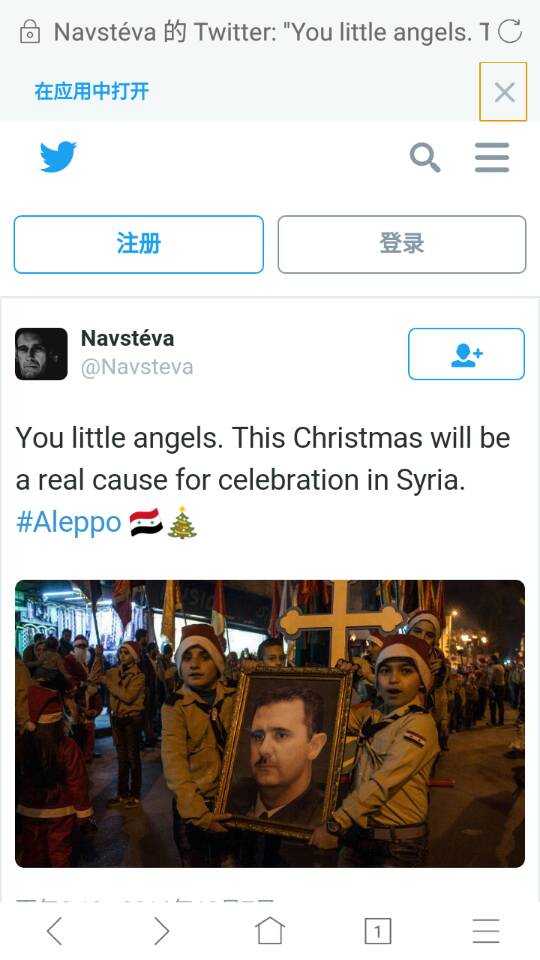 Navstéva 的 Twitter: "You little angels. T
在应用中打开
注册
登录
Navstéva
@Navsteva
You little angels. This Christmas will be
a real cause for celebration in Syria.
#Aleppo
1